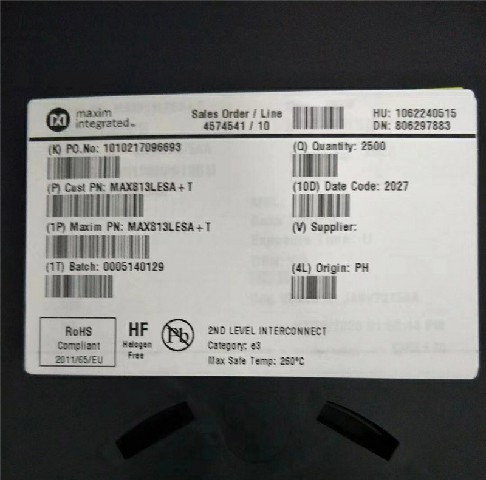 maxim
integrated™
Sales Order / Line
4574541 / 10
HU: 1062240515
DN: 806297883
(K) PO.No: 1010217096693
(Q) Quantity: 2500
(P) Cust PN: MAX813LESA+T
(10D) Date Code: 2027
(1P) Maxim PN: MAX813LESA+T
(V) Supplier:
(1T) Batch: 0005140129
(4L) Origin: PH
RoHS
Compliant
2011/65/EU
HF
Halogen
Free
Pb
2ND LEVEL INTERCONNECT
Category: e3
Max Safe Temp: 260°C